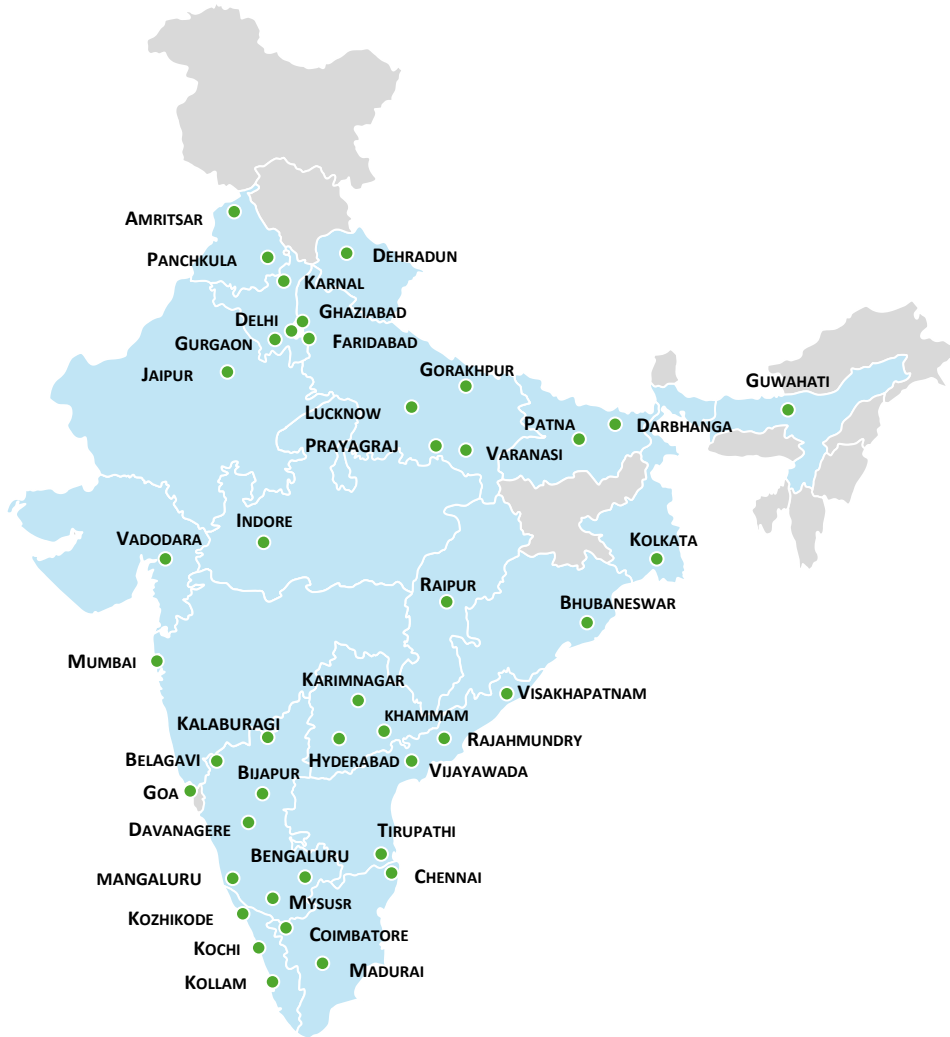 AMRITSAR
PANCHKULA
DEHRADUN
KARNAL
GHAZIABAD
DELHI
GURGAON
FARIDABAD
JAIPUR
GORAKHPUR
GUWAHATI
LUCKNOW
PATNA
DARBHANGA
PRAYAGRAJ
VARANASI
INDORE
VADODARA
KOLKATA
RAIPUR
BHUBANESWAR
MUMBAI
KARIMNAGAR
VISAKHAPATNAM
KALABURAGI
KHAMMAM
RAJAHMUNDRY
BELAGAVI
HYDERABAD
BIJAPUR
VIJAYAWADA
GOA
DAVANAGERE
TIRUPATHI
BENGALURU
CHENNAI
MANGALURU
MYSUSR
KOZHIKODE
COIMBATORE
KOCHI
MADURAI
KOLLAM